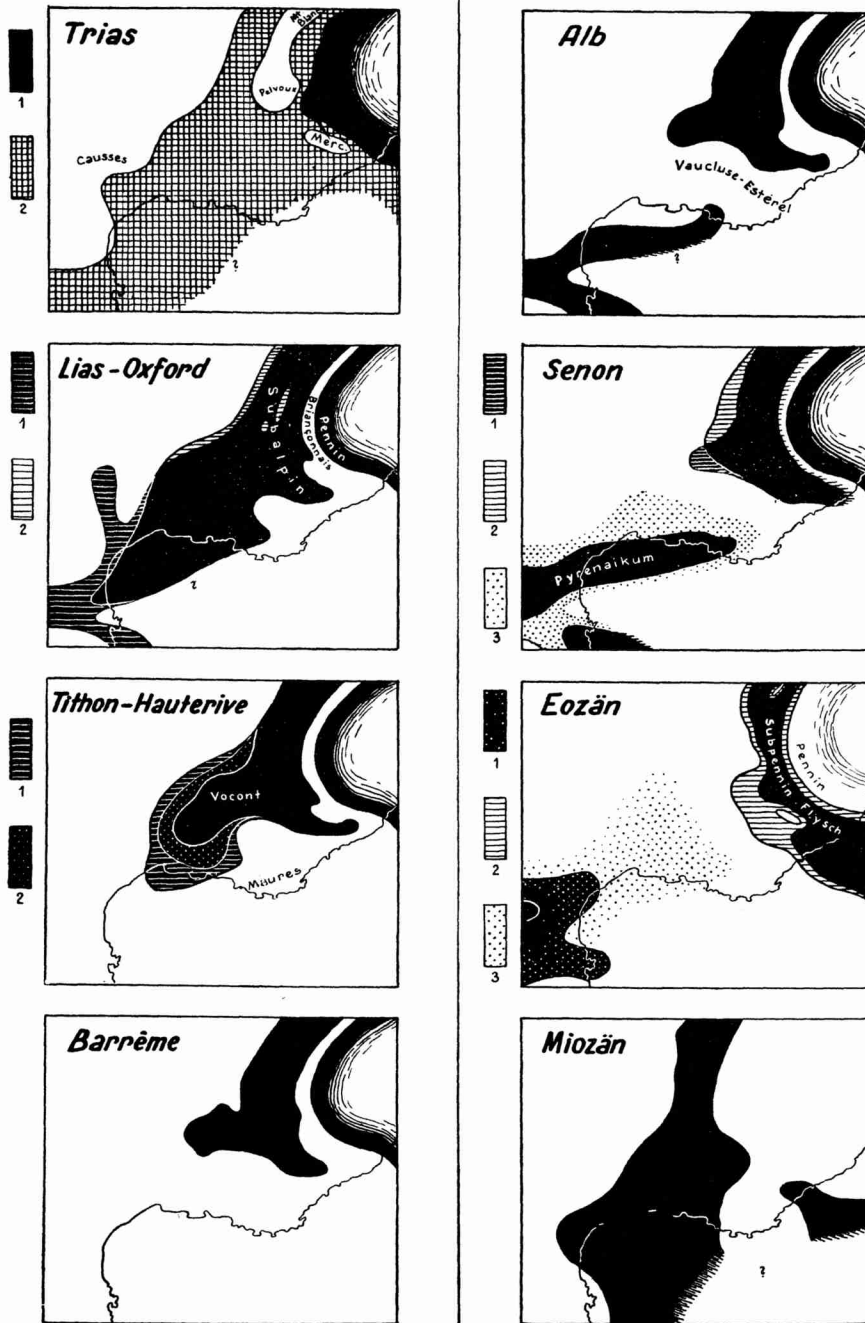 Trias
Mt. Blanc
Pelvoux
Merc.
Causses
1
2
?
Lias-Oxford
Subalpin
Briançonnais
Pennin
1
2
?
Tithon-Hauterive
Vocont
Maures
1
2
Barrême
Alb
Vaucluse-Estérel
?
Senon
Pyrenaikum
1
2
3
Eozän
Subpennin-Flysch
Pennin
1
2
3
Miozän
?